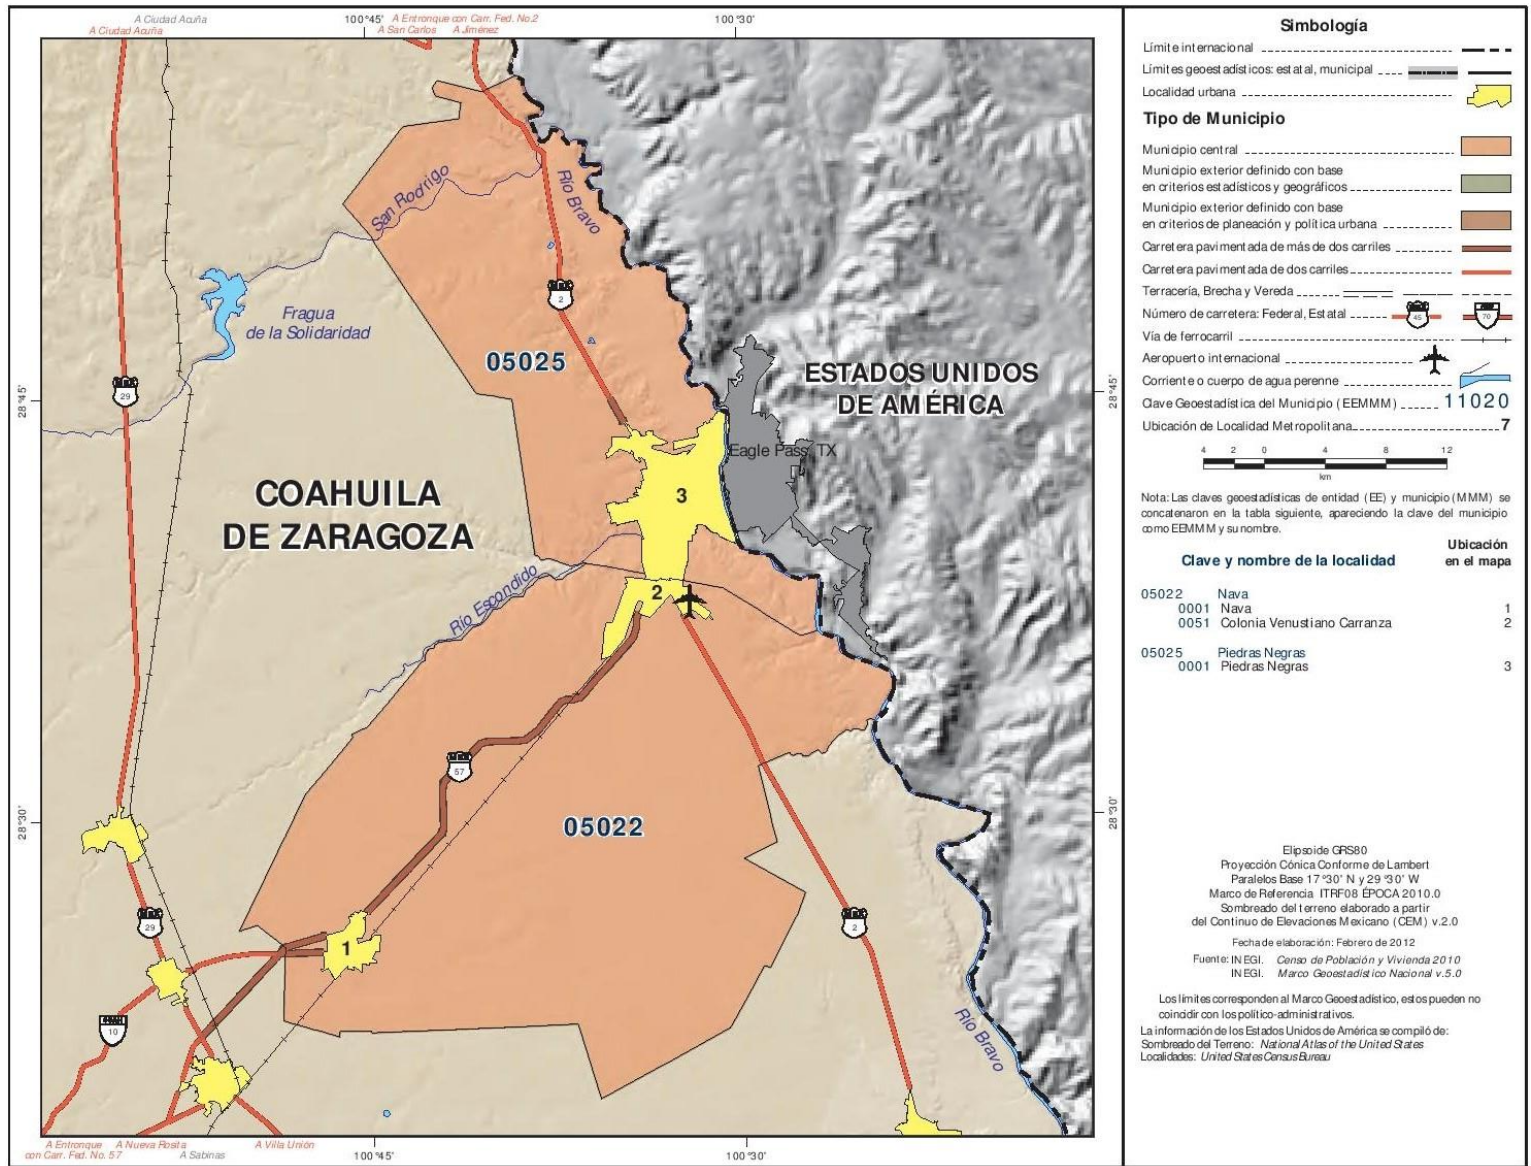 A Ciudad Acuña
A Ciudad Acuña
100°45'
A Entronque con Carr. Fed. No.2
A San Carlos
A Jiménez
100°30'
San Rodrigo
Río Bravo
2
Fragua
de la Solidaridad
05025
ESTADOS UNIDOS
DE AMÉRICA
28°45'
28°45'
29
Eagle Pass, TX
COAHUILA
DE ZARAGOZA
3
Río Escondido
2
57
05022
28°30'
28°30'
29
2
1
10
Río Bravo
A Entronque
con Carr. Fed. No. 57
A Nueva Rosita
A Sabinas
A Villa Unión
100°45'
100°30'
Simbología
Límite internacional
Límites geoestadísticos: estatal, municipal
Localidad urbana
Tipo de Municipio
Municipio central
Municipio exterior definido con base
en criterios estadísticos y geográficos
Municipio exterior definido con base
en criterios de planeación y política urbana
Carretera pavimentada de más de dos carriles
Carretera pavimentada de dos carriles
Terracería, Brecha y Vereda
Número de carretera: Federal, Estatal 45 70
Vía de ferrocarril
Aeropuerto internacional
Corriente o cuerpo de agua perenne
Clave Geoestadística del Municipio (EEMMM) 11020
Ubicación de Localidad Metropolitana 7
4 2 0 4 8 12
km
Nota: Las claves geoestadísticas de entidad (EE) y municipio (MMM) se
concatenaron en la tabla siguiente, apareciendo la clave del municipio
como EEMMM y su nombre.
Clave y nombre de la localidad
Ubicación
en el mapa
05022 Nava
0001 Nava 1
0051 Colonia Venustiano Carranza 2
05025 Piedras Negras
0001 Piedras Negras 3
Elipsoide GRS80
Proyección Cónica Conforme de Lambert
Paralelos Base 17°30' N y 29°30' W
Marco de Referencia ITRF08 ÉPOCA 2010.0
Sombreado del terreno elaborado a partir
del Continuo de Elevaciones Mexicano (CEM) v.2.0
Fecha de elaboración: Febrero de 2012
Fuente: INEGI. Censo de Población y Vivienda 2010
INEGI. Marco Geoestadístico Nacional v.5.0
Los límites corresponden al Marco Geoestadístico, estos pueden no
coincidir con los político-administrativos.
La información de los Estados Unidos de América se compiló de:
Sombreado del Terreno: National Atlas of the United States
Localidades: United States Census Bureau